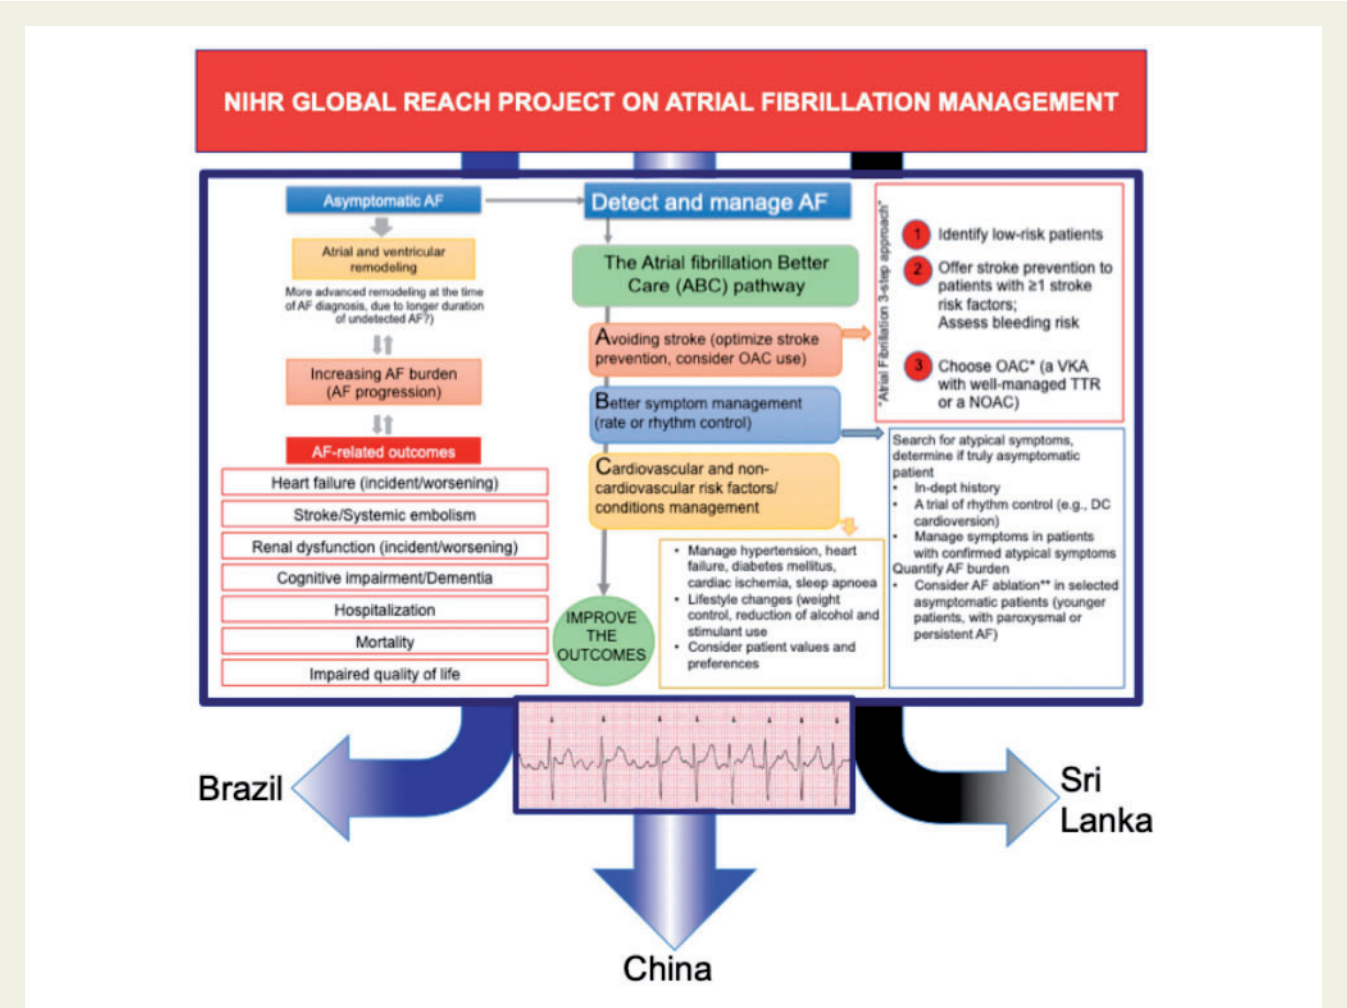 NIHR GLOBAL REACH PROJECT ON ATRIAL FIBRILLATION MANAGEMENT
Asymptomatic AF
Atrial and ventricular
remodeling
More advanced remodeling at the time
of AF diagnosis, due to longer duration
of undetected AF?)
Increasing AF burden
(AF progression)
AF-related outcomes
Heart failure (incident/worsening)
Stroke/Systemic embolism
Renal dysfunction (incident/worsening)
Cognitive impairment/Dementia
Hospitalization
Mortality
Impaired quality of life
Detect and manage AF
The Atrial fibrillation Better
Care (ABC) pathway
Avoiding stroke (optimize stroke
prevention, consider OAC use)
Better symptom management
(rate or rhythm control)
Cardiovascular and non-
cardiovascular risk factors/
conditions management
IMPROVE
THE
OUTCOMES
• Manage hypertension, heart
failure, diabetes mellitus,
cardiac ischemia, sleep apnoea
• Lifestyle changes (weight
control, reduction of alcohol and
stimulant use
• Consider patient values and
preferences
"Atrial Fibrillation 3-step approach"
1 Identify low-risk patients
2 Offer stroke prevention to
patients with ≥1 stroke
risk factors;
Assess bleeding risk
3 Choose OAC* (a VKA
with well-managed TTR
or a NOAC)
Search for atypical symptoms,
determine if truly asymptomatic
patient
• In-dept history
• A trial of rhythm control (e.g., DC
cardioversion)
• Manage symptoms in patients
with confirmed atypical symptoms
Quantify AF burden
• Consider AF ablation** in selected
asymptomatic patients (younger
patients, with paroxysmal or
persistent AF)
Brazil
Sri
Lanka
China